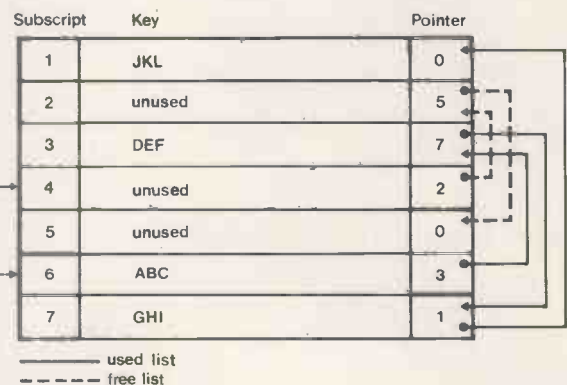 Subscript Key Pointer
1 JKL 0
2 unused 5
3 DEF 7
4 unused 2
5 unused 0
6 ABC 3
7 GHI 1
used list
free list